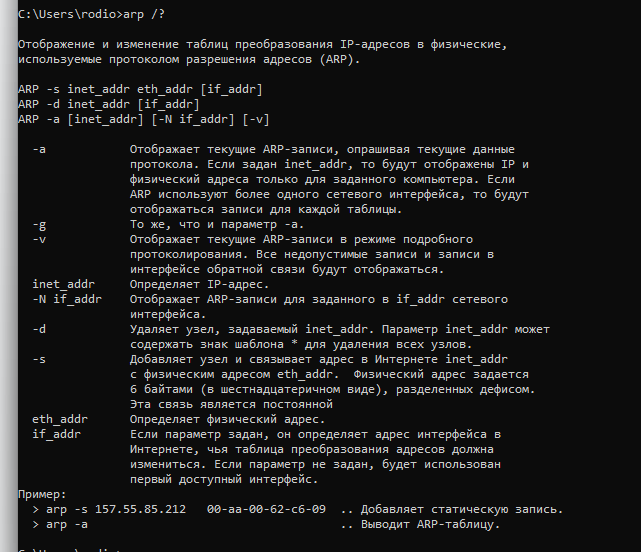 C:\Users\rodio>arp /?
Отображение и изменение таблиц преобразования IP-адресов в физические,
используемые протоколом разрешения адресов (ARP).
ARP -s inet_addr eth_addr [if_addr]
ARP -d inet_addr [if_addr]
ARP -a [inet_addr] [-N if_addr] [-v]
-a Отображает текущие ARP-записи, опрашивая текущие данные
протокола. Если задан inet_addr, то будут отображены IP и
физический адреса только для заданного компьютера. Если
ARP используют более одного сетевого интерфейса, то будут
отображаться записи для каждой таблицы.
-g То же, что и параметр -a.
-v Отображает текущие ARP-записи в режиме подробного
протоколирования. Все недопустимые записи и записи в
интерфейсе обратной связи будут отображаться.
inet_addr Определяет IP-адрес.
-N if_addr Отображает ARP-записи для заданного в if_addr сетевого
интерфейса.
-d Удаляет узел, задаваемый inet_addr. Параметр inet_addr может
содержать знак шаблона * для удаления всех узлов.
-s Добавляет узел и связывает адрес в Интернете inet_addr
с физическим адресом eth_addr. Физический адрес задается
6 байтами (в шестнадцатеричном виде), разделенных дефисом.
Эта связь является постоянной
eth_addr Определяет физический адрес.
if_addr Если параметр задан, он определяет адрес интерфейса в
Интернете, чья таблица преобразования адресов должна
измениться. Если параметр не задан, будет использован
первый доступный интерфейс.
Пример:
> arp -s 157.55.85.212 00-aa-00-62-c6-09 .. Добавляет статическую запись.
> arp -a .. Выводит ARP-таблицу.